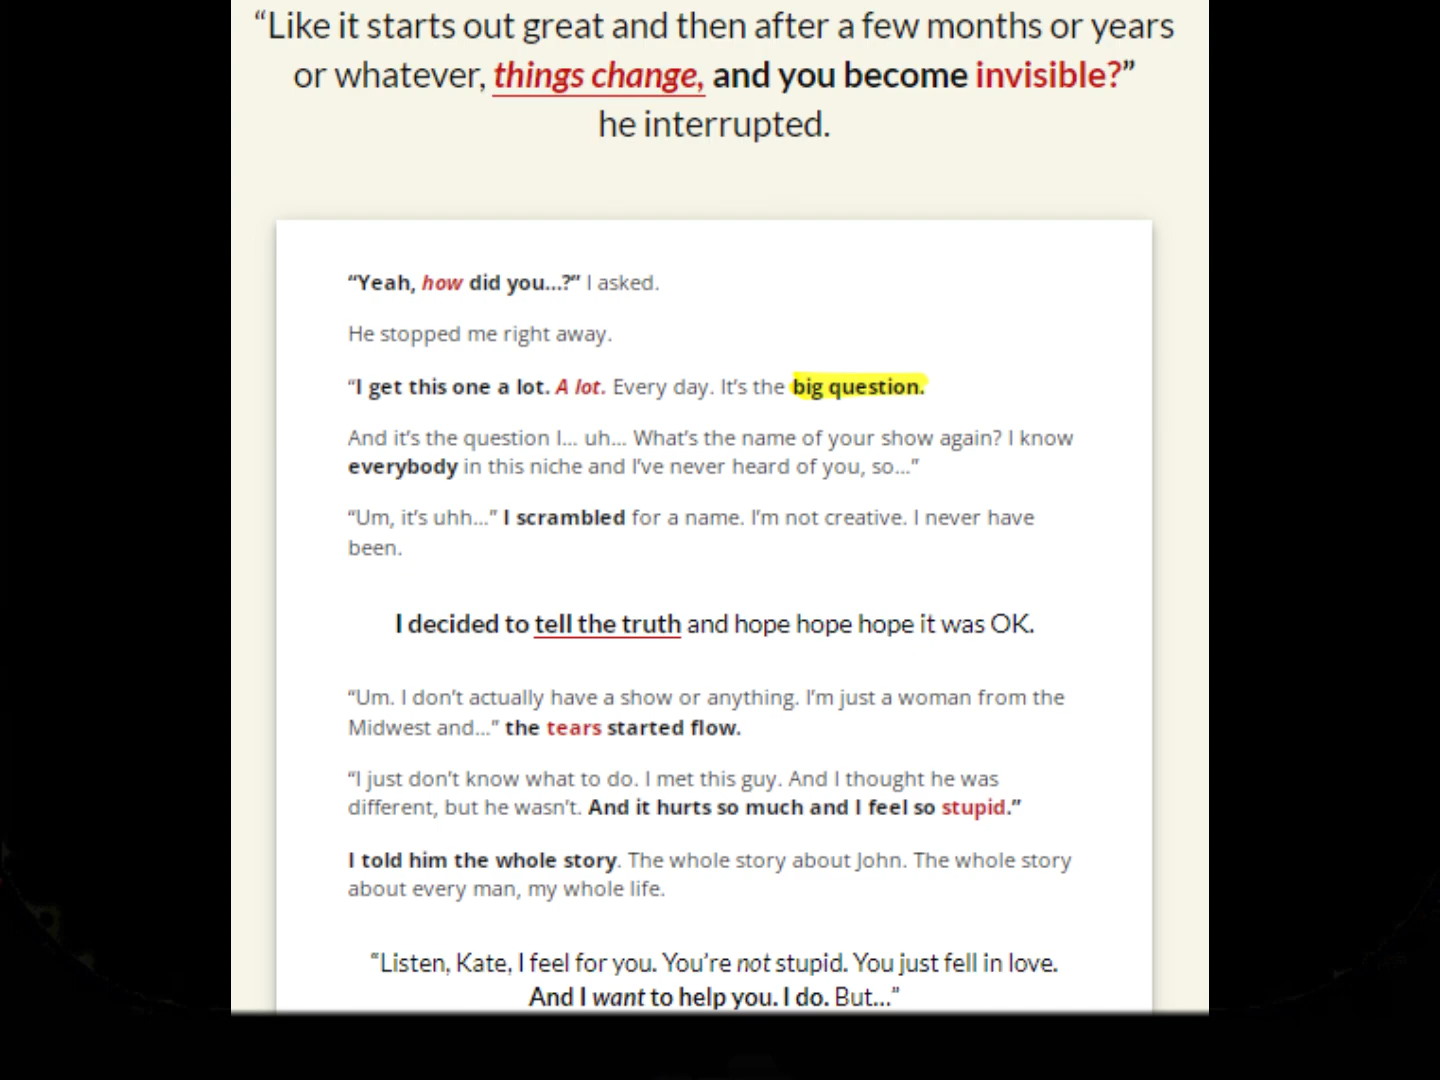 “Like it starts out great and then after a few months or years
or whatever, things change, and you become invisible?”
he interrupted.
“Yeah, how did you...?” I asked.
He stopped me right away.
“I get this one a lot. A lot. Every day. It’s the big question.
And it’s the question I... uh... What’s the name of your show again? I know
everybody in this niche and I’ve never heard of you, so...”
“Um, it’s uhh...” I scrambled for a name. I’m not creative. I never have
been.
I decided to tell the truth and hope hope hope it was OK.
“Um. I don’t actually have a show or anything. I’m just a woman from the
Midwest and...” the tears started flow.
“I just don’t know what to do. I met this guy. And I thought he was
different, but he wasn’t. And it hurts so much and I feel so stupid.”
I told him the whole story. The whole story about John. The whole story
about every man, my whole life.
“Listen, Kate, I feel for you. You’re not stupid. You just fell in love.
And I want to help you. I do. But...”